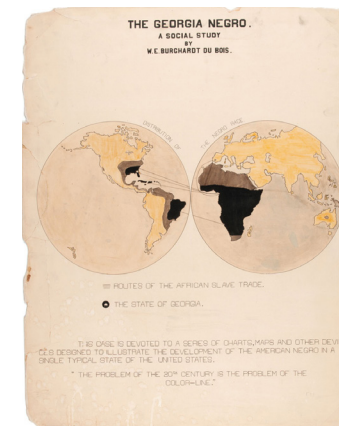 THE GEORGIA NEGRO.
A SOCIAL STUDY
BY
W.E.BURGHARDT DU BOIS.
DISTRIBUTION OF THE NEGRO RACE
ROUTES OF THE AFRICAN SLAVE TRADE.
THE STATE OF GEORGIA.
THIS CASE IS DEVOTED TO A SERIES OF CHARTS, MAPS AND OTHER DEVI
CES DESIGNED TO ILLUSTRATE THE DEVELOPMENT OF THE AMERICAN NEGRO IN A
SINGLE TYPICAL STATE OF THE UNITED STATES.
"THE PROBLEM OF THE 20TH CENTURY IS THE PROBLEM OF THE
COLOR-LINE."